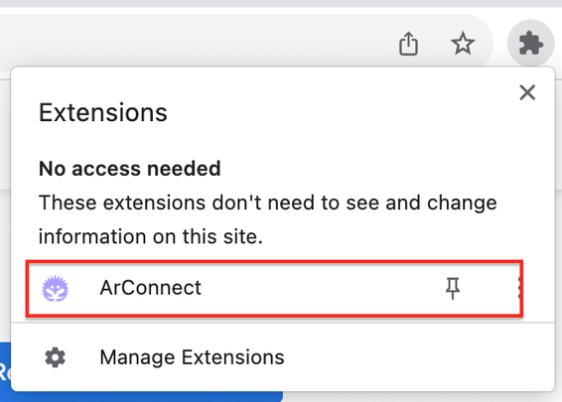 Extensions
No access needed
These extensions don't need to see and change
information on this site.
ArConnect
Manage Extensions